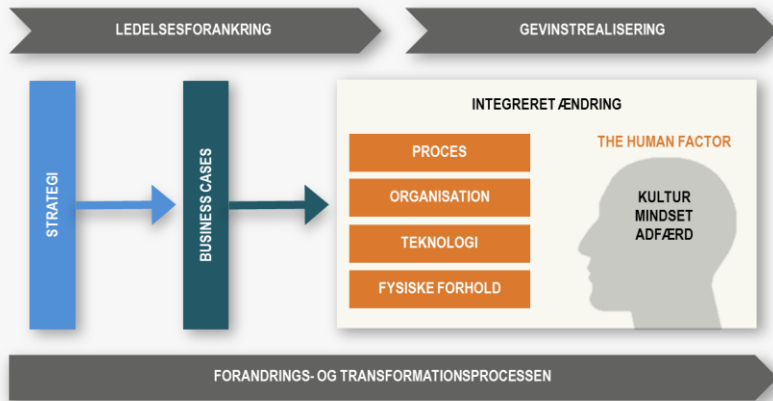 LEDELSESFORANKRING
GEVINSTREALISERING
STRATEGI
BUSINESS CASES
INTEGRERET ÆNDRING
PROCES
ORGANISATION
TEKNOLOGI
FYSISKE FORHOLD
THE HUMAN FACTOR
KULTUR
MINDSET
ADFÆRD
FORANDRINGS- OG TRANSFORMATIONSPROCESSEN